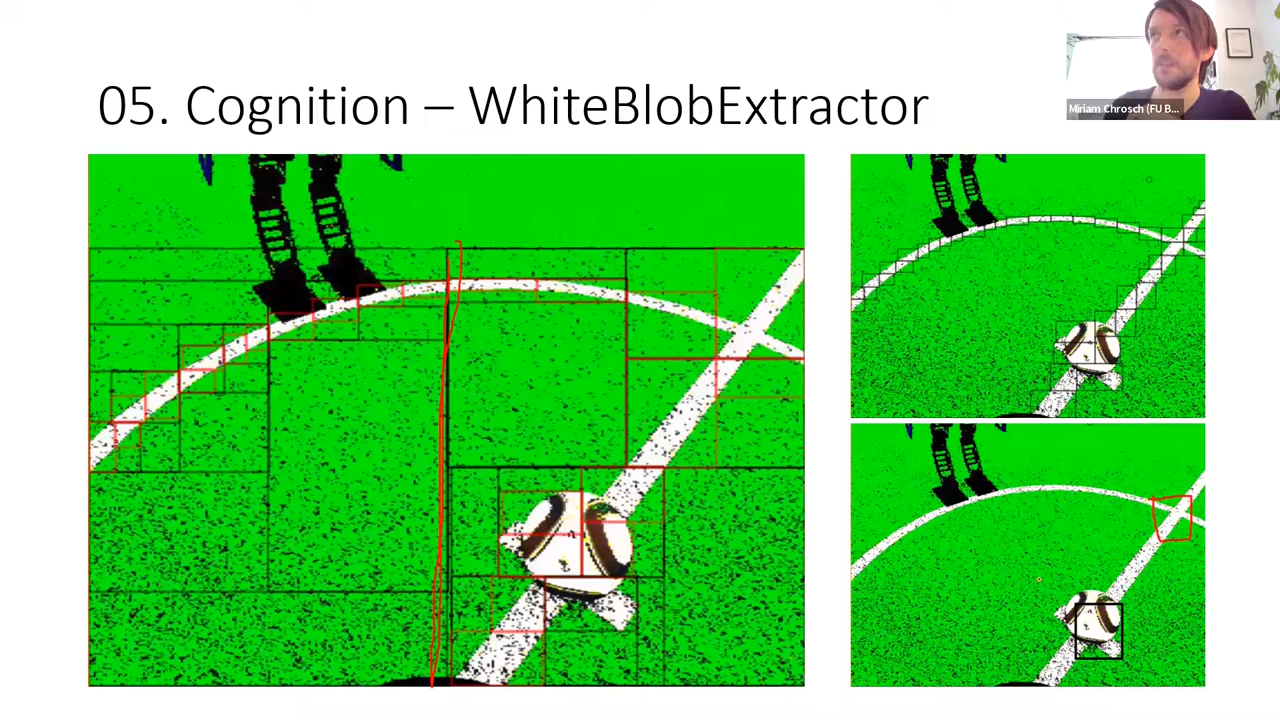 05. Cognition – WhiteBlobExtractor
Miriam Chrosch (FU B...